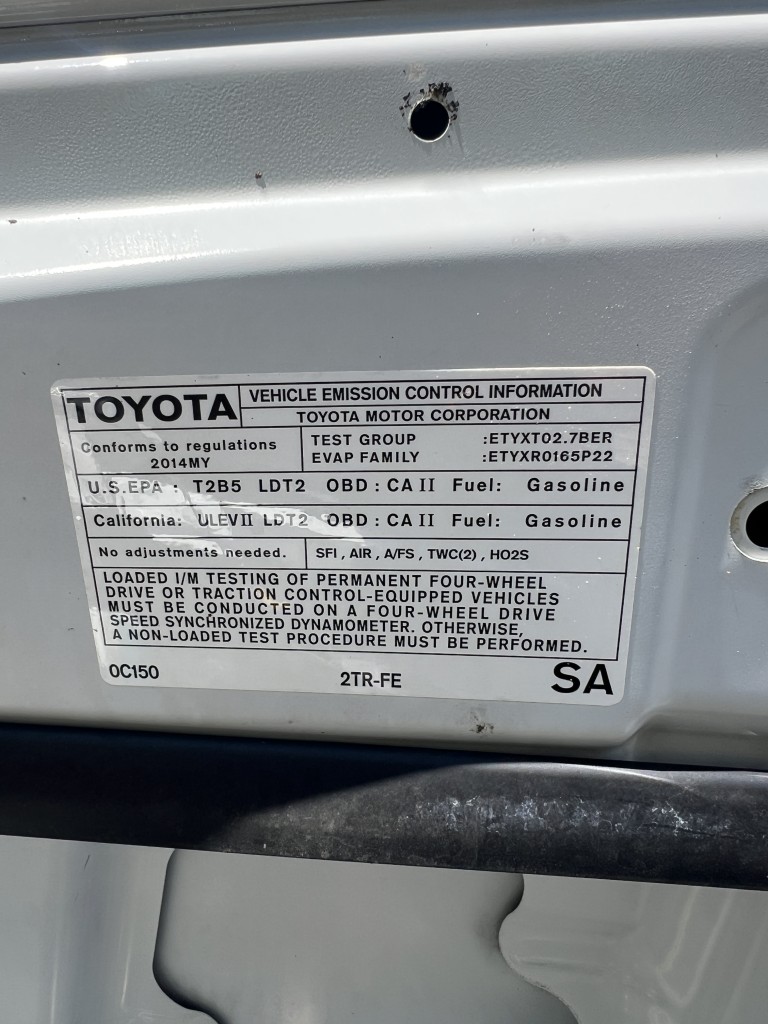 TOYOTA
VEHICLE EMISSION CONTROL INFORMATION
TOYOTA MOTOR CORPORATION
Conforms to regulations
2014MY
TEST GROUP :ETYXT02.7BER
EVAP FAMILY :ETYXR0165P22
U.S.EPA : T2B5 LDT2 OBD : CA II Fuel: Gasoline
California: ULEV II LDT2 OBD : CA II Fuel: Gasoline
No adjustments needed.
SFI , AIR , A/FS , TWC(2) , HO2S
LOADED I/M TESTING OF PERMANENT FOUR-WHEEL
DRIVE OR TRACTION CONTROL-EQUIPPED VEHICLES
MUST BE CONDUCTED ON A FOUR-WHEEL DRIVE
SPEED SYNCHRONIZED DYNAMOMETER. OTHERWISE,
A NON-LOADED TEST PROCEDURE MUST BE PERFORMED.
0C150 2TR-FE SA